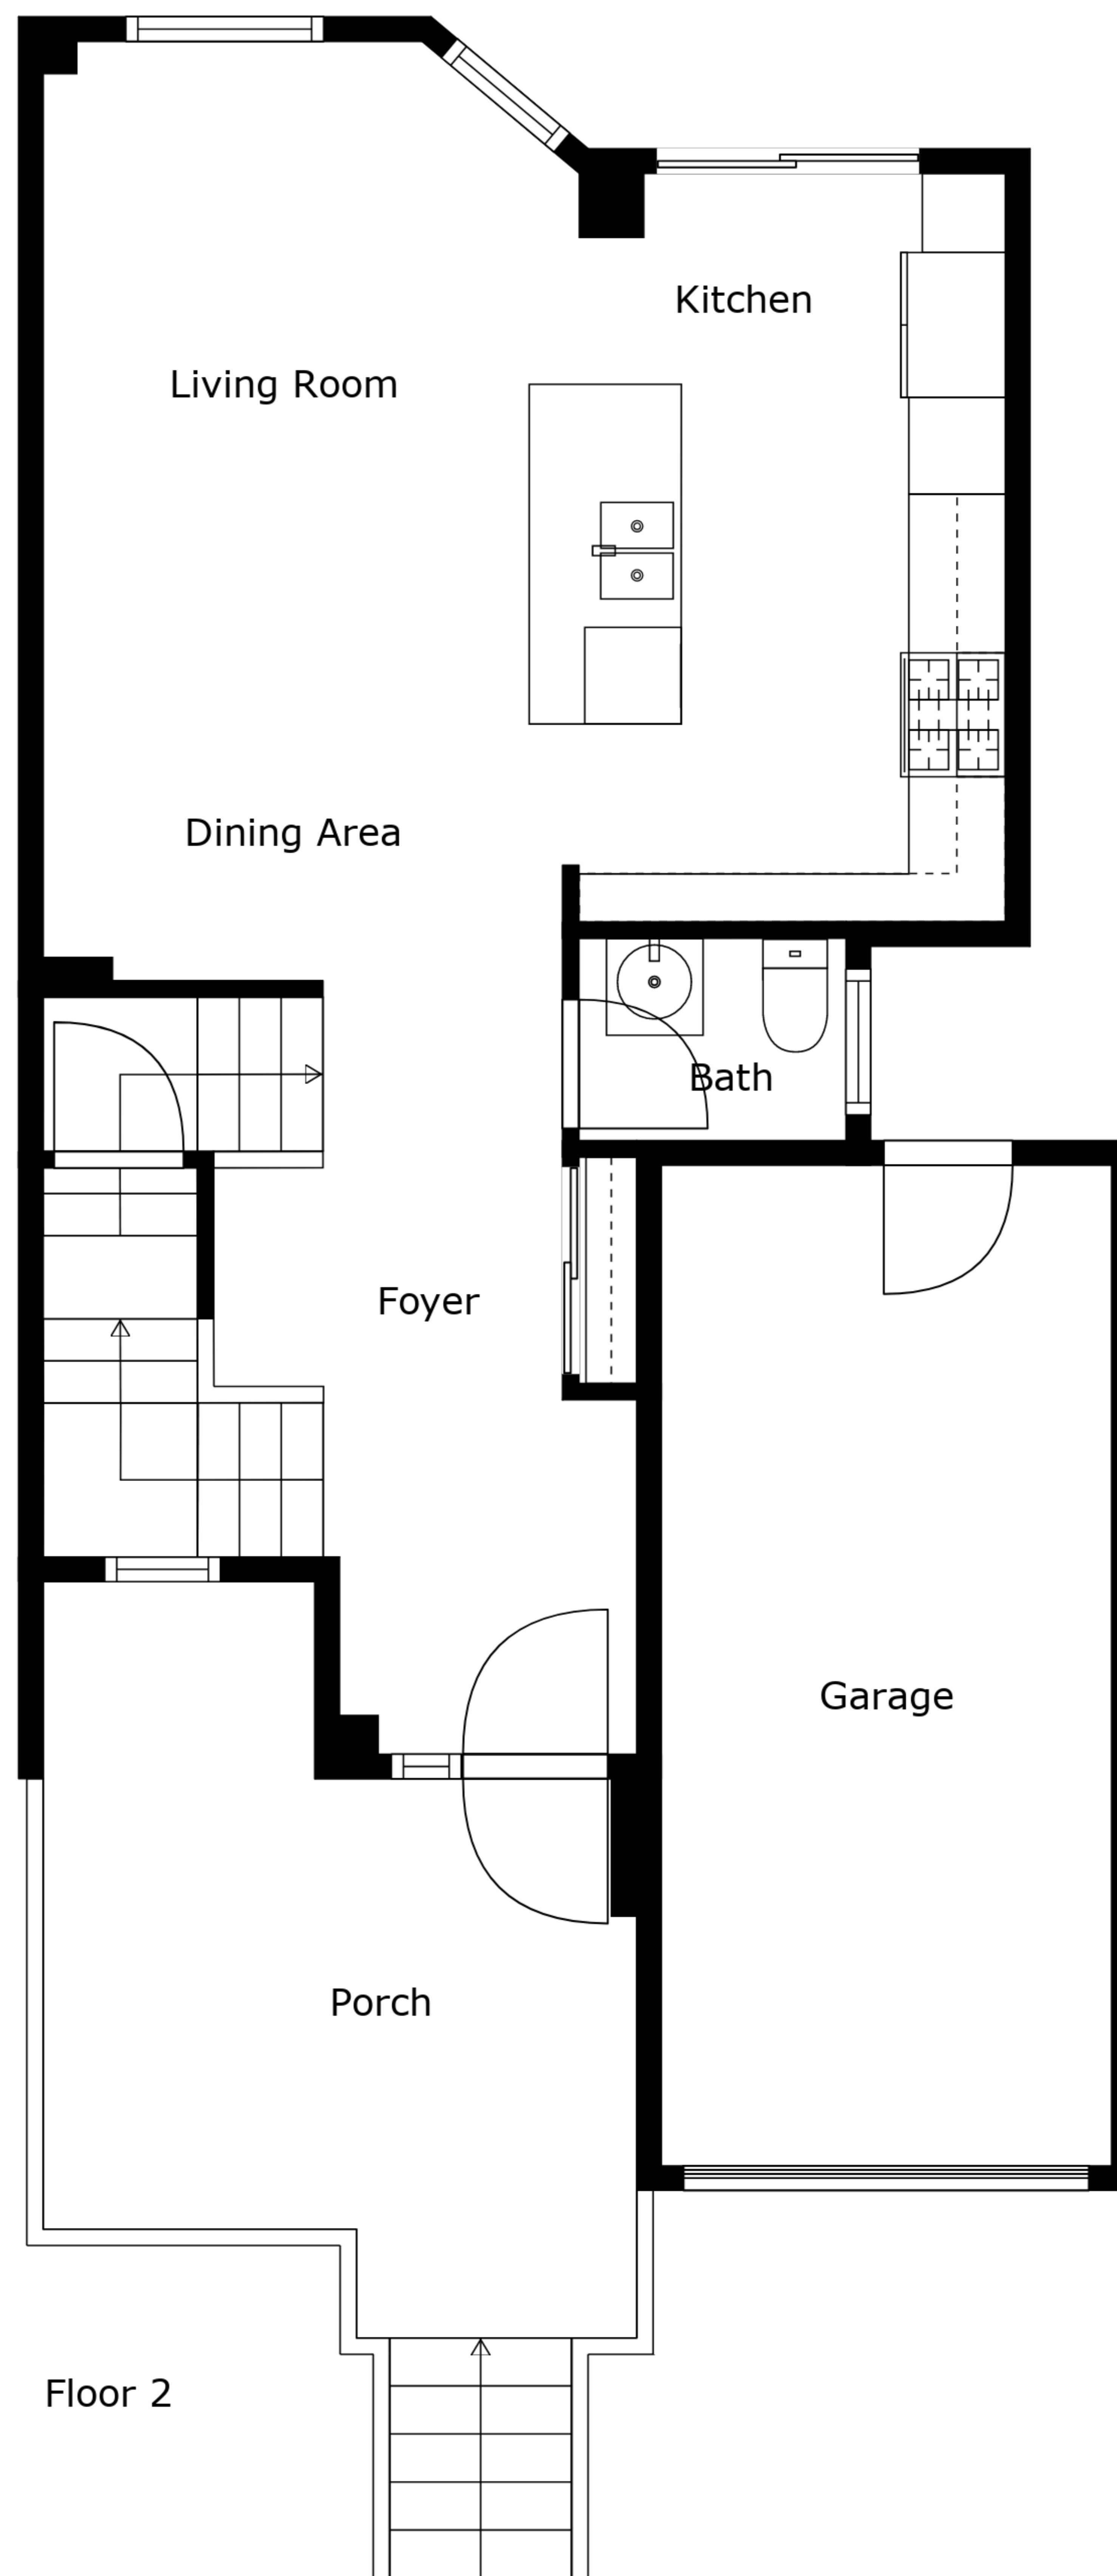 Kitchen
Living Room
Dining Area
Bath
Foyer
Garage
Porch
Floor 2